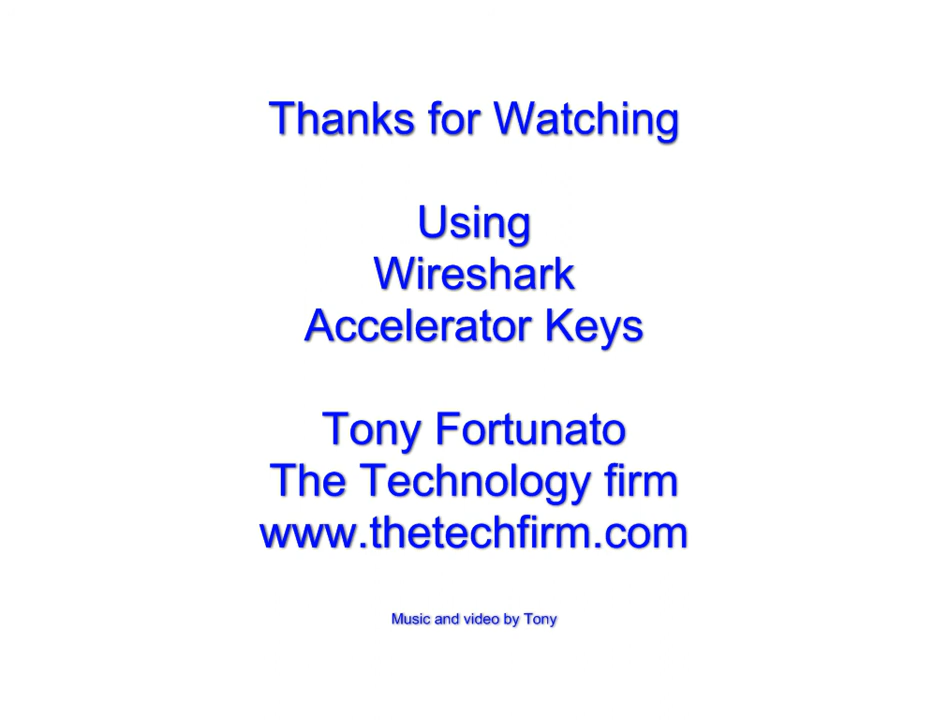 Thanks for Watching
Using
Wireshark
Accelerator Keys
Tony Fortunato
The Technology firm
www.thetechfirm.com
Music and video by Tony